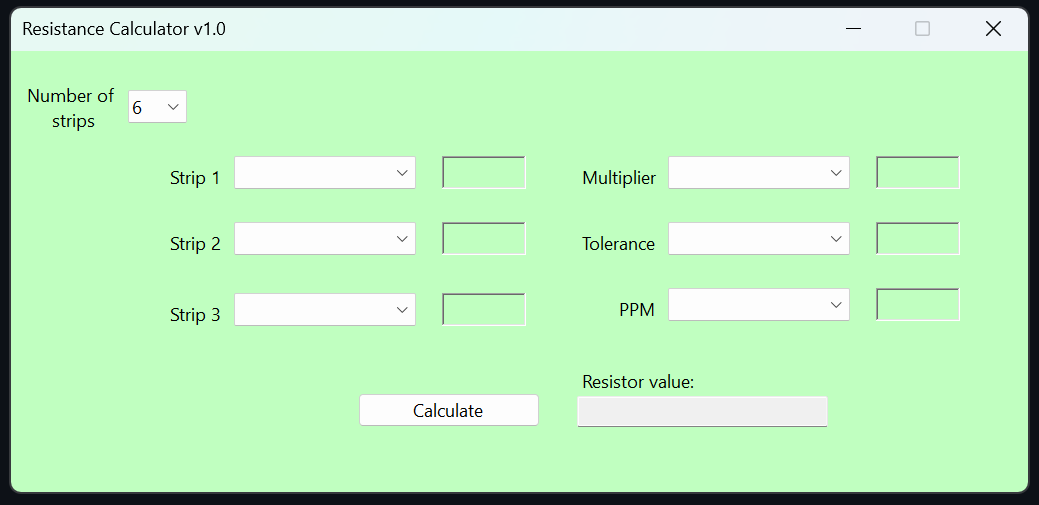 Resistance Calculator v1.0
Number of
strips
6
Strip 1
Multiplier
Strip 2
Tolerance
Strip 3
PPM
Resistor value:
Calculate